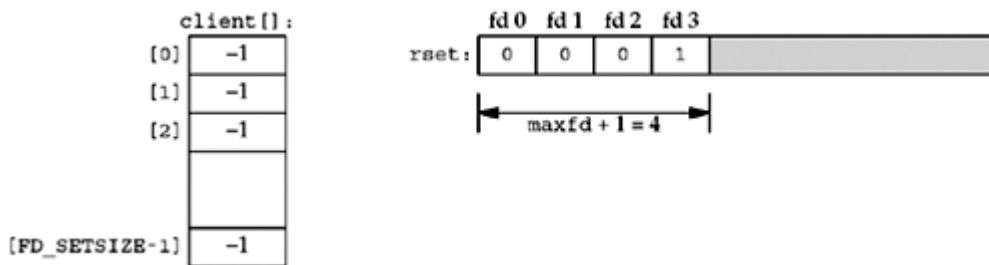 client[]:
[0] -1
[1] -1
[2] -1
[FD_SETSIZE-1] -1
fd 0 fd 1 fd 2 fd 3
rset: 0 0 0 1
maxfd + 1 = 4